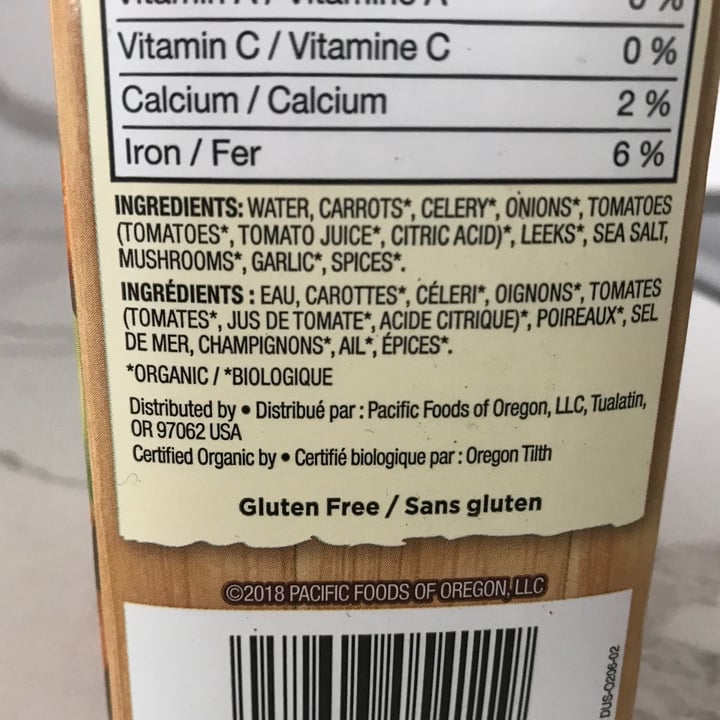 Vitamin C / Vitamine C 0 %
Calcium / Calcium 2 %
Iron / Fer 6 %
INGREDIENTS: WATER, CARROTS*, CELERY*, ONIONS*, TOMATOES
(TOMATOES*, TOMATO JUICE*, CITRIC ACID)*, LEEKS*, SEA SALT,
MUSHROOMS*, GARLIC*, SPICES*.
INGRÉDIENTS : EAU, CAROTTES*, CÉLERI*, OIGNONS*, TOMATES
(TOMATES*, JUS DE TOMATE*, ACIDE CITRIQUE)*, POIREAUX*, SEL
DE MER, CHAMPIGNONS*, AIL*, ÉPICES*.
*ORGANIC / *BIOLOGIQUE
Distributed by • Distribué par : Pacific Foods of Oregon, LLC, Tualatin,
OR 97062 USA
Certified Organic by • Certifié biologique par : Oregon Tilth
Gluten Free / Sans gluten
©2018 PACIFIC FOODS OF OREGON, LLC
DUS-O206-02